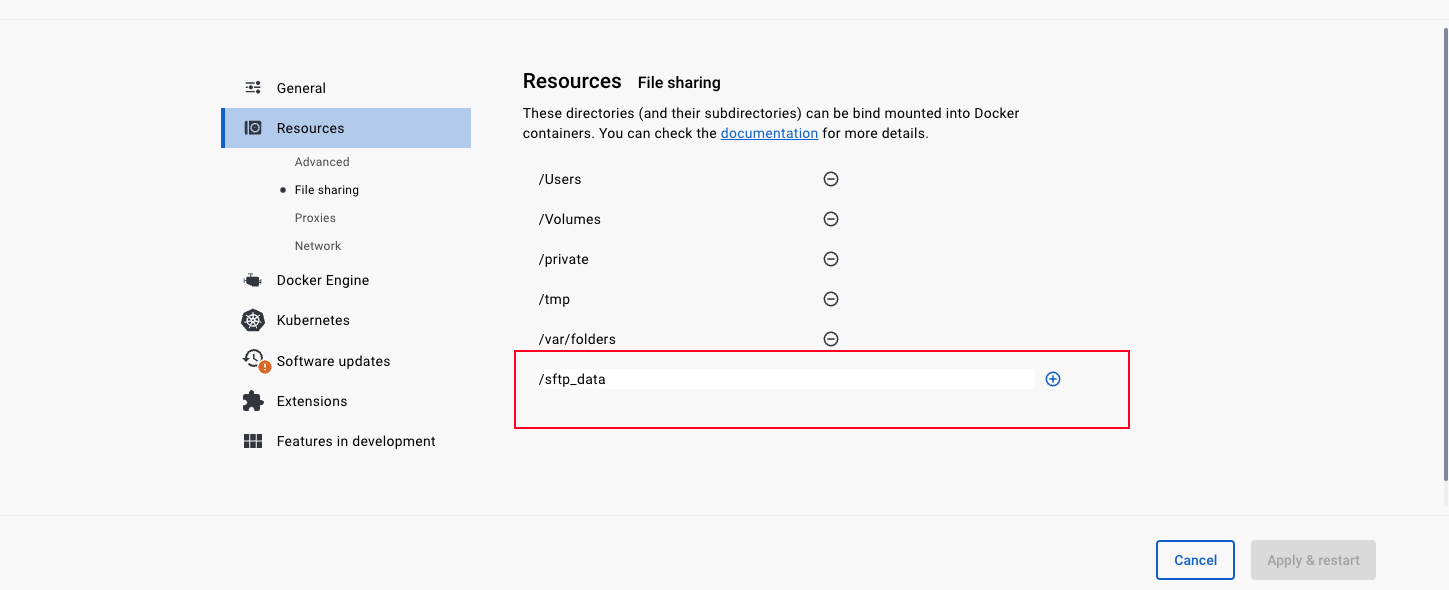 General
Resources
Advanced
File sharing
Proxies
Network
Docker Engine
Kubernetes
Software updates
Extensions
Features in development
Resources File sharing
These directories (and their subdirectories) can be bind mounted into Docker
containers. You can check the documentation for more details.
/Users
/Volumes
/private
/tmp
/var/folders
/sftp_data
Cancel
Apply & restart